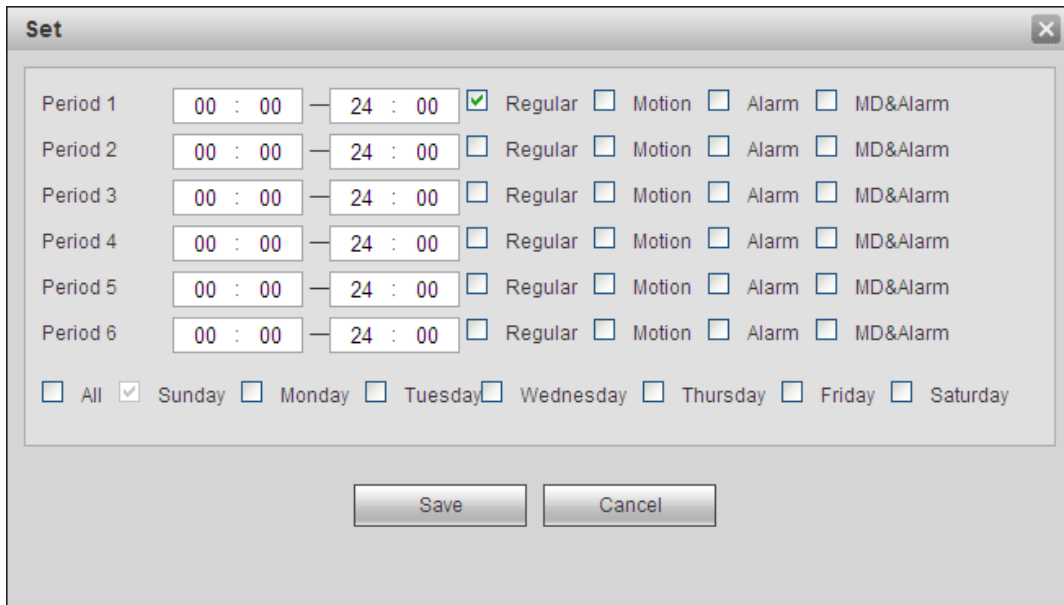 Set
Period 1 00 : 00 — 24 : 00 Regular Motion Alarm MD&Alarm
Period 2 00 : 00 — 24 : 00 Regular Motion Alarm MD&Alarm
Period 3 00 : 00 — 24 : 00 Regular Motion Alarm MD&Alarm
Period 4 00 : 00 — 24 : 00 Regular Motion Alarm MD&Alarm
Period 5 00 : 00 — 24 : 00 Regular Motion Alarm MD&Alarm
Period 6 00 : 00 — 24 : 00 Regular Motion Alarm MD&Alarm
All Sunday Monday Tuesday Wednesday Thursday Friday Saturday
Save Cancel